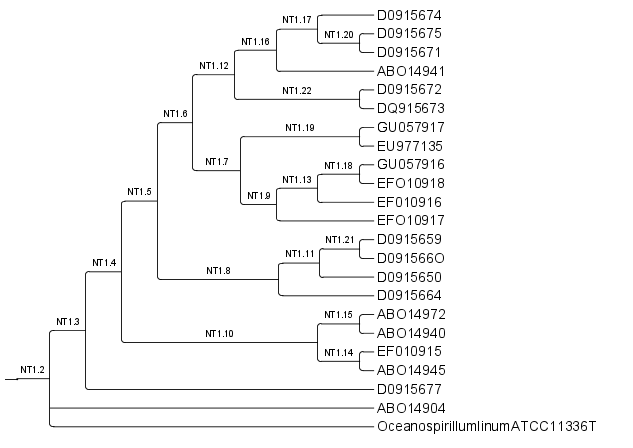 NT1.17
D0915674
NT1.20
D0915675
NT1.16
D0915671
NT1.12
ABO14941
NT1.22
D0915672
NT1.6
DQ915673
NT1.19
GU057917
EU977135
NT1.7
NT1.18
GU057916
NT1.13
EFO10918
NT1.5
NT1.9
EF010916
EFO10917
NT1.21
D0915659
NT1.11
D091566O
NT1.4
NT1.8
D0915650
D0915664
NT1.15
ABO14972
NT1.3
NT1.10
ABO14940
NT1.14
EF010915
NT1.2
ABO14945
D0915677
ABO14904
OceanospirillumlinumATCC11336T